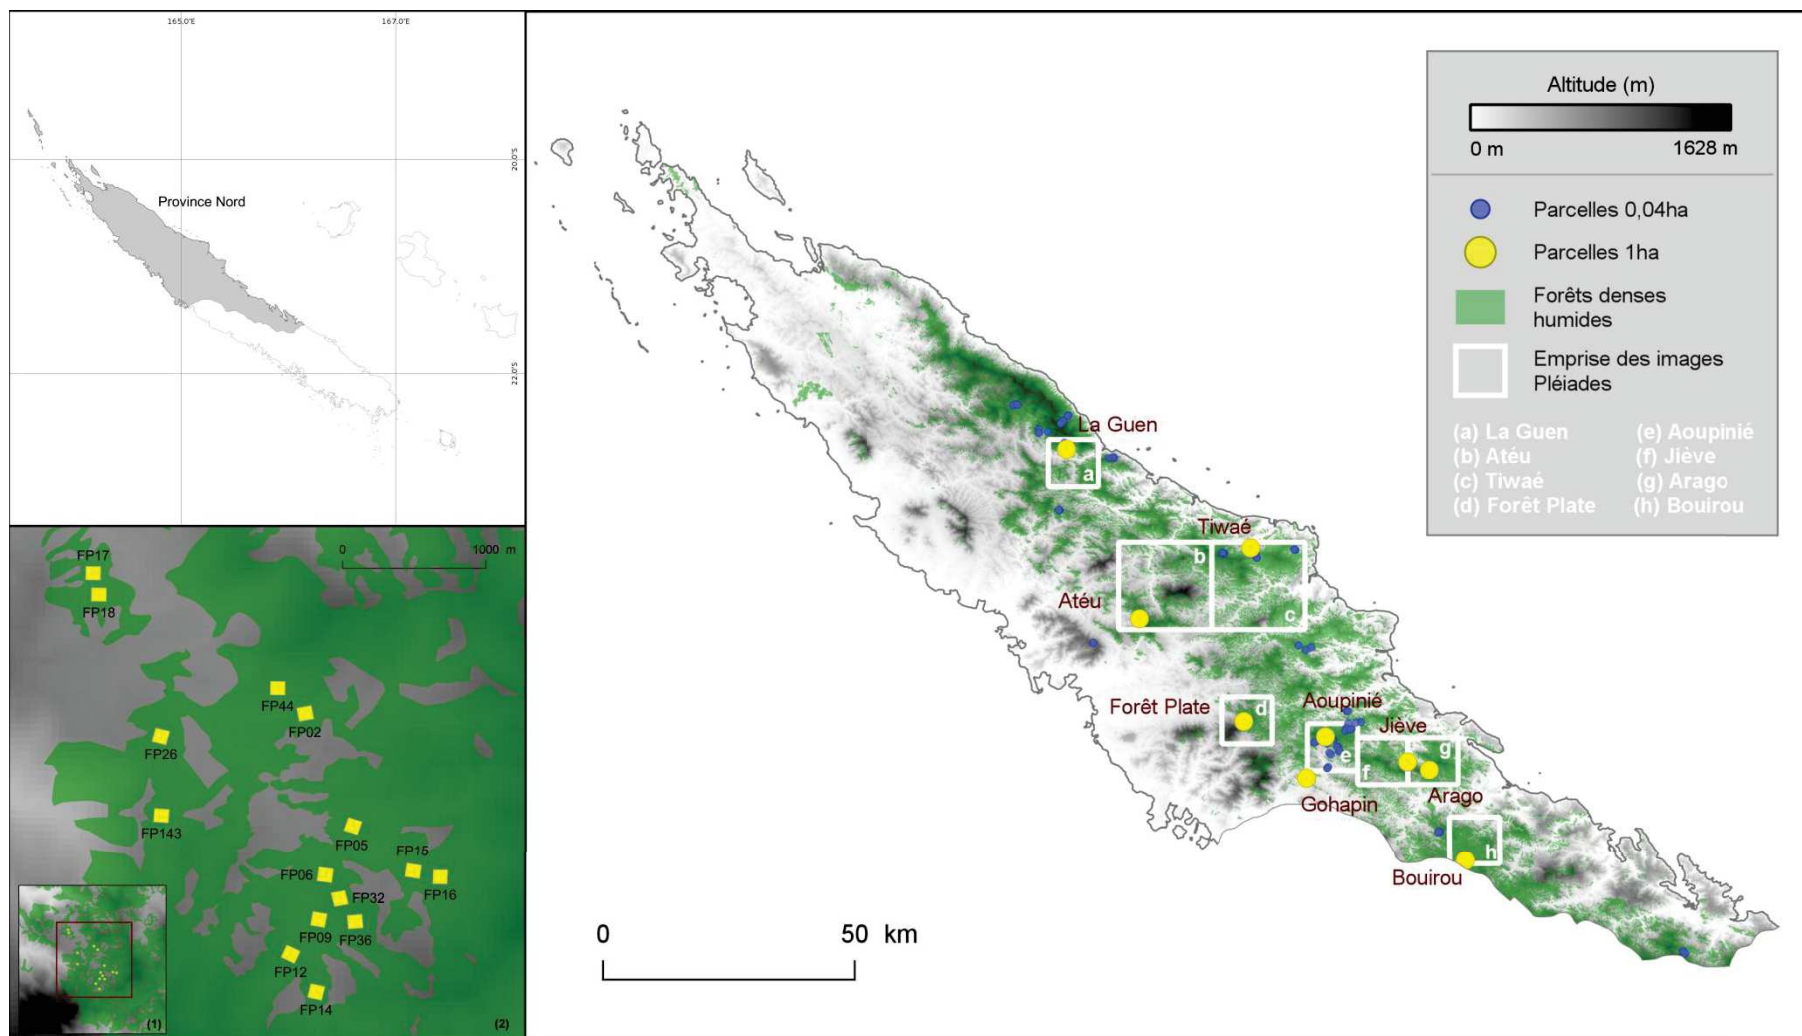 165.0°E
167.0°E
20.0°S
22.0°S
Province Nord
0
1000 m
FP17
FP18
FP44
FP02
FP26
FP143
FP05
FP15
FP06
FP16
FP32
FP09
FP36
FP12
FP14
(1)
(2)
La Guen
a
Tiwaé
b
Atéu
c
Forêt Plate
d
Aoupinié
Jiève
e
f
g
Gohapin
Arago
h
Bouirou
0
50 km
Altitude (m)
0 m
1628 m
Parcelles 0,04ha
Parcelles 1ha
Forêts denses
humides
Emprise des images
Pléiades
(a) La Guen
(e) Aoupinié
(b) Atéu
(f) Jiève
(c) Tiwaé
(g) Arago
(d) Forêt Plate
(h) Bouirou